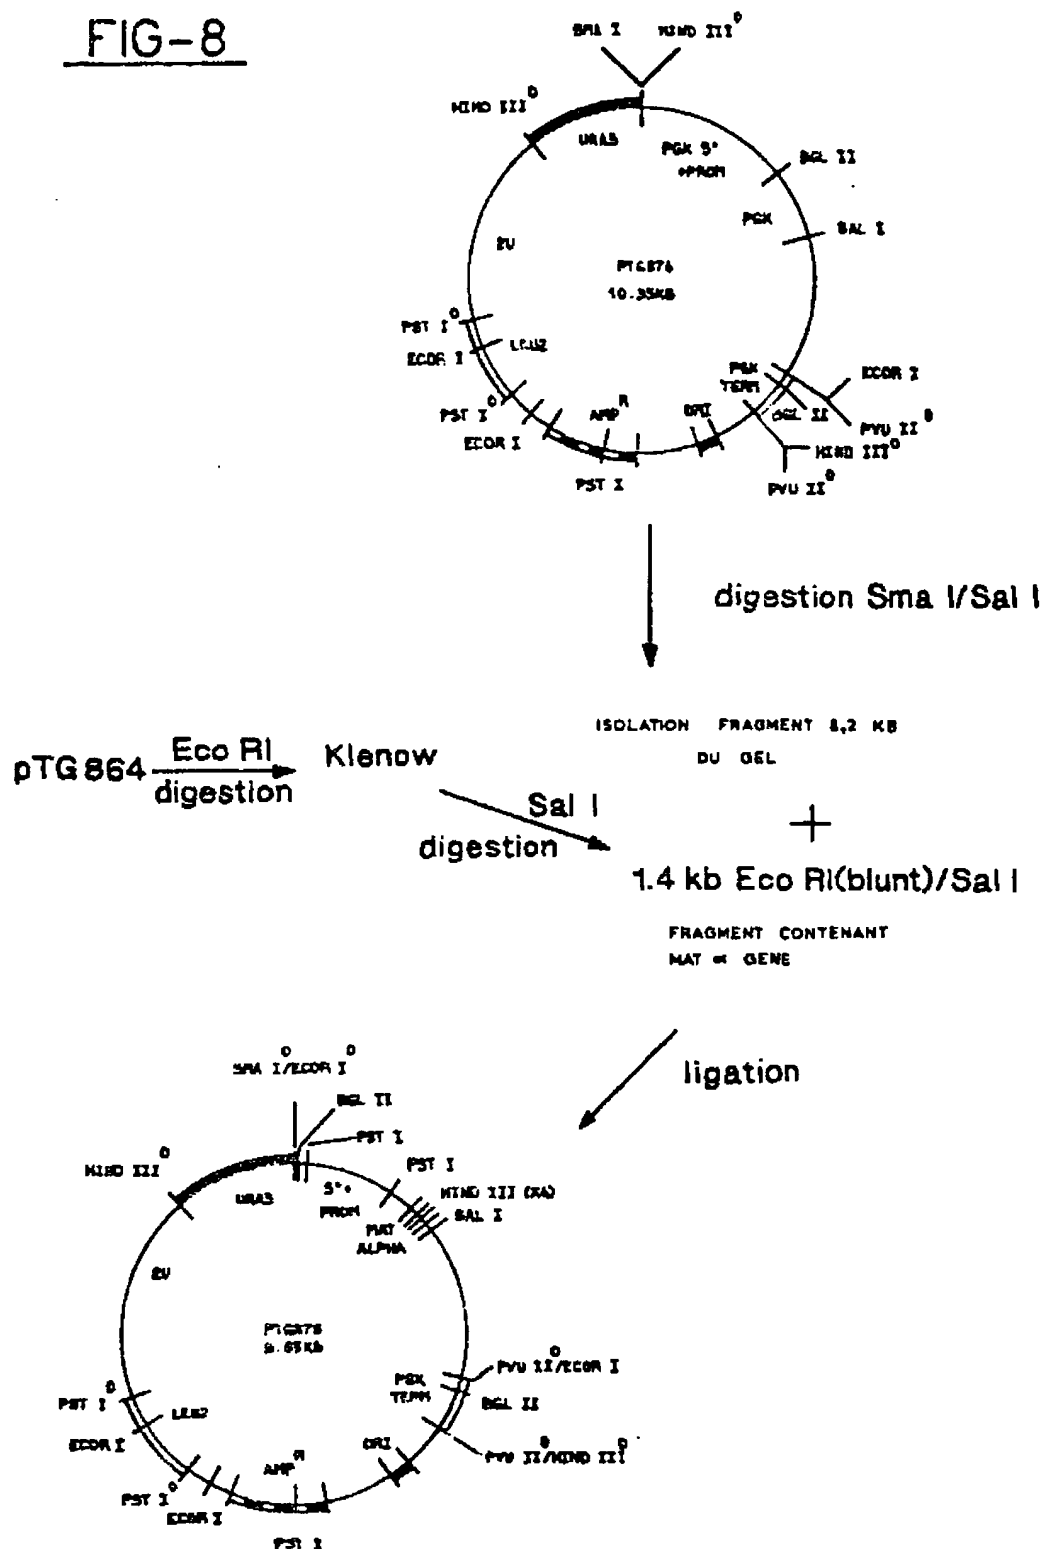 FIG-8
SMA I
HIND III°
HIND III°
URA3
PGK 5'
+PROM
BGL II
PGK
SAL I
2U
PTG876
10.35KB
PST I°
ECOR I
LEU2
PGK
TERM
ECOR I
BGL II
PVU II°
HIND III°
PVU II°
PST I°
ECOR I
AMP R
ORI
PST I
digestion Sma I/Sal I
ISOLATION FRAGMENT 8,2 KB
DU GEL
pTG864
Eco RI
digestion
Klenow
Sal I
digestion
+
1.4 kb Eco RI(blunt)/Sal I
FRAGMENT CONTENANT
MAT α GENE
ligation
SMA I°/ECOR I°
BGL II
PST I
HIND III°
URA3
5'+
PROM
PST I
HIND III (X4)
SAL I
MAT
ALPHA
2U
PST I°
ECOR I
LEU2
PGK
TERM
PVU II°/ECOR I
BGL II
PVU II°/HIND III°
PST I°
ECOR I
AMP R
ORI
PST I